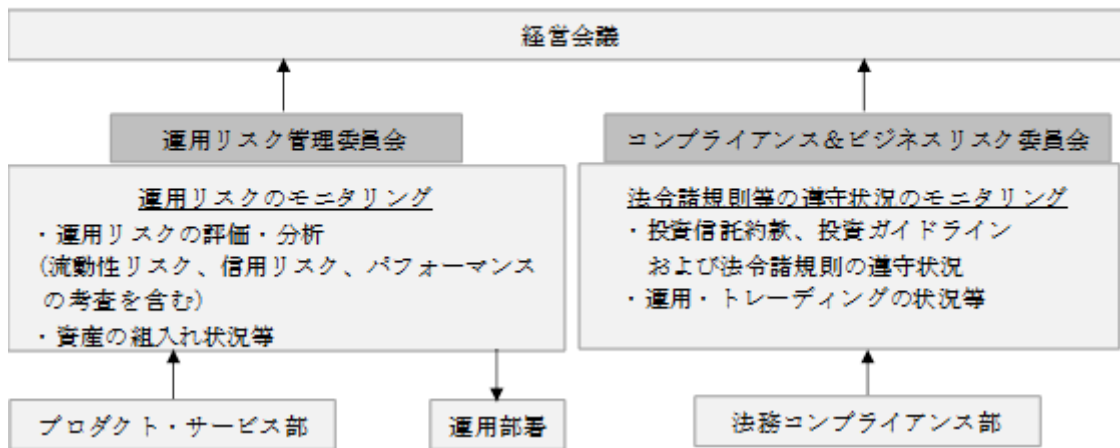 経営会議
運用リスク管理委員会
運用リスクのモニタリング
・運用リスクの評価・分析
(流動性リスク、信用リスク、パフォーマンス
の考査を含む)
・資産の組入れ状況等
コンプライアンス＆ビジネスリスク委員会
法令諸規則等の遵守状況のモニタリング
・投資信託約款、投資ガイドライン
および法令諸規則の遵守状況
・運用・トレーディングの状況等
プロダクト・サービス部
運用部署
法務コンプライアンス部